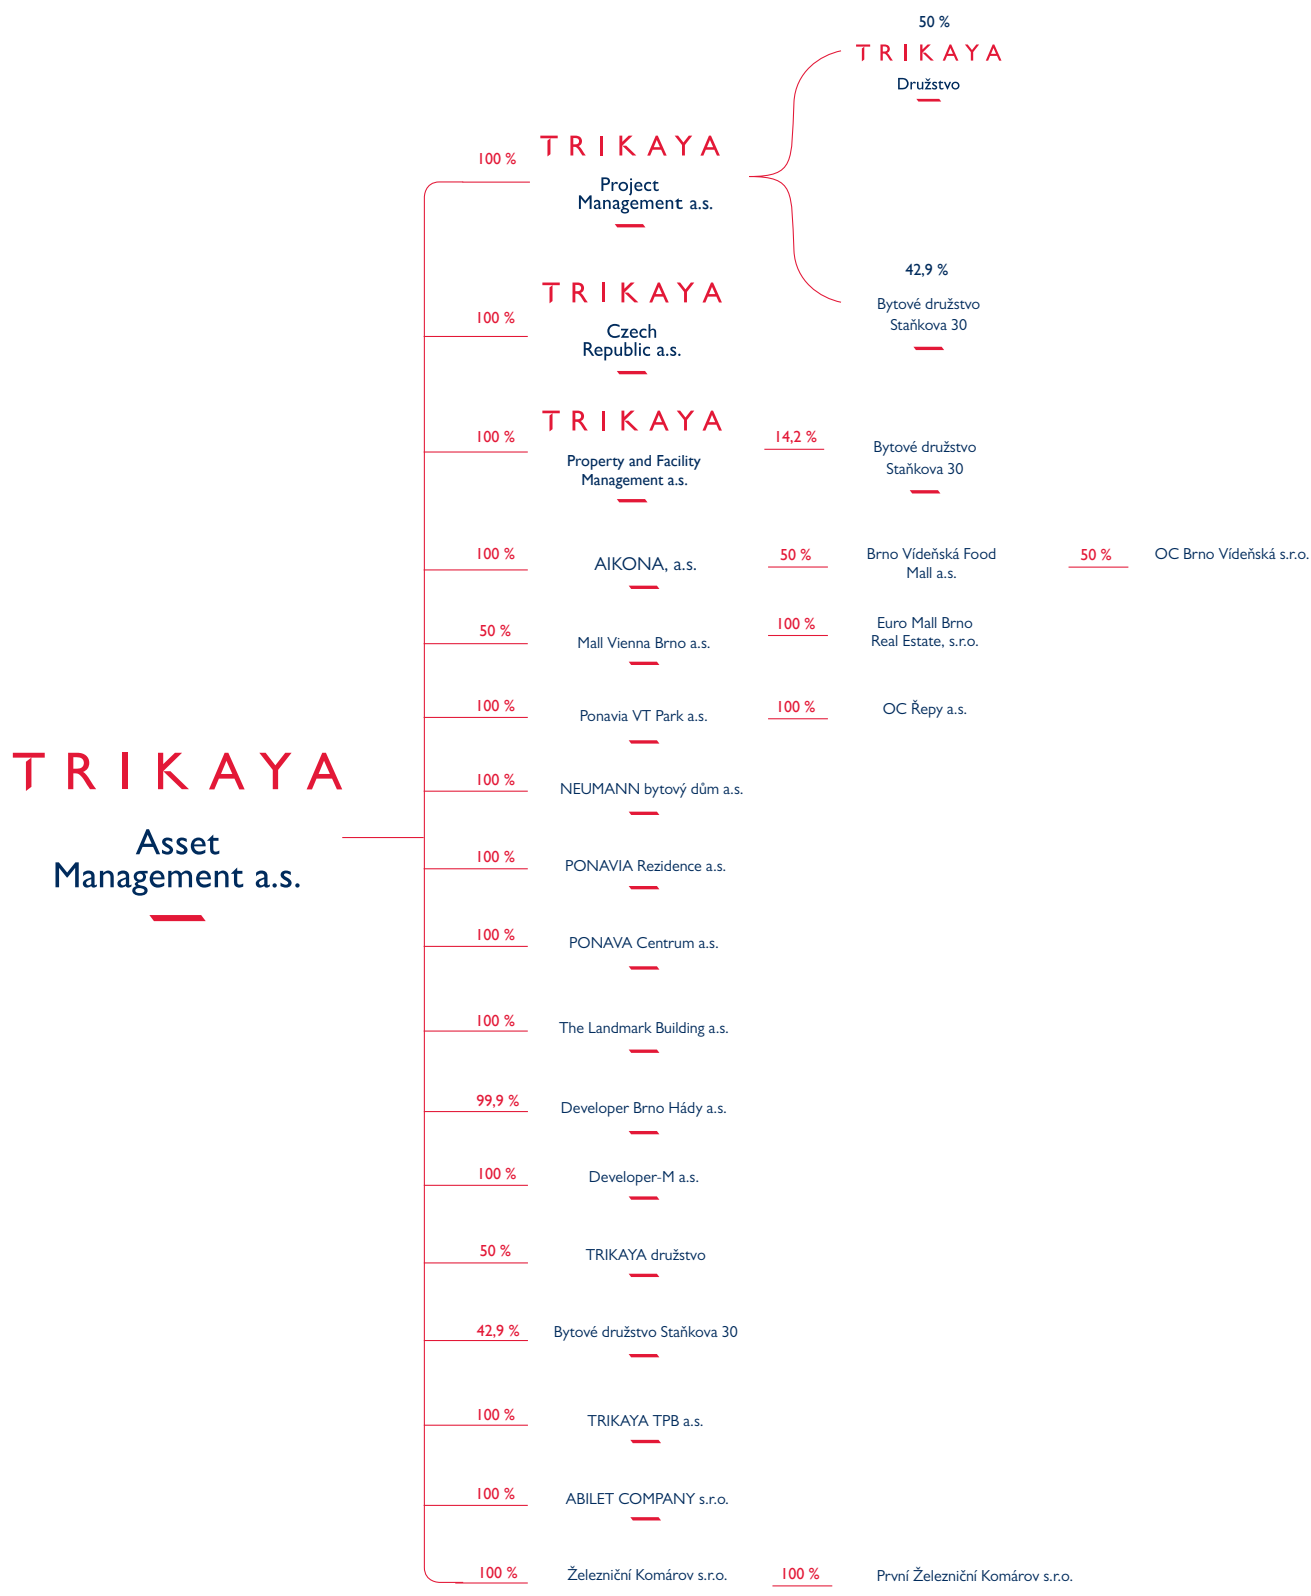 50 %
TRIKAYA
Družstvo
100 %
TRIKAYA
Project
Management a.s.
42,9 %
Bytové družstvo
Staňkova 30
100 %
TRIKAYA
Czech
Republic a.s.
100 %
TRIKAYA
Property and Facility
Management a.s.
14,2 %
Bytové družstvo
Staňkova 30
100 %
AIKONA, a.s.
50 %
Brno Vídeňská Food
Mall a.s.
50 %
OC Brno Vídeňská s.r.o.
50 %
Mall Vienna Brno a.s.
100 %
Euro Mall Brno
Real Estate, s.r.o.
100 %
Ponavia VT Park a.s.
100 %
OC Řepy a.s.
TRIKAYA
Asset
Management a.s.
100 %
NEUMANN bytový dům a.s.
100 %
PONAVIA Rezidence a.s.
100 %
PONAVA Centrum a.s.
100 %
The Landmark Building a.s.
99,9 %
Developer Brno Hády a.s.
100 %
Developer-M a.s.
50 %
TRIKAYA družstvo
42,9 %
Bytové družstvo Staňkova 30
100 %
TRIKAYA TPB a.s.
100 %
ABILET COMPANY s.r.o.
100 %
Železniční Komárov s.r.o.
100 %
První Železniční Komárov s.r.o.